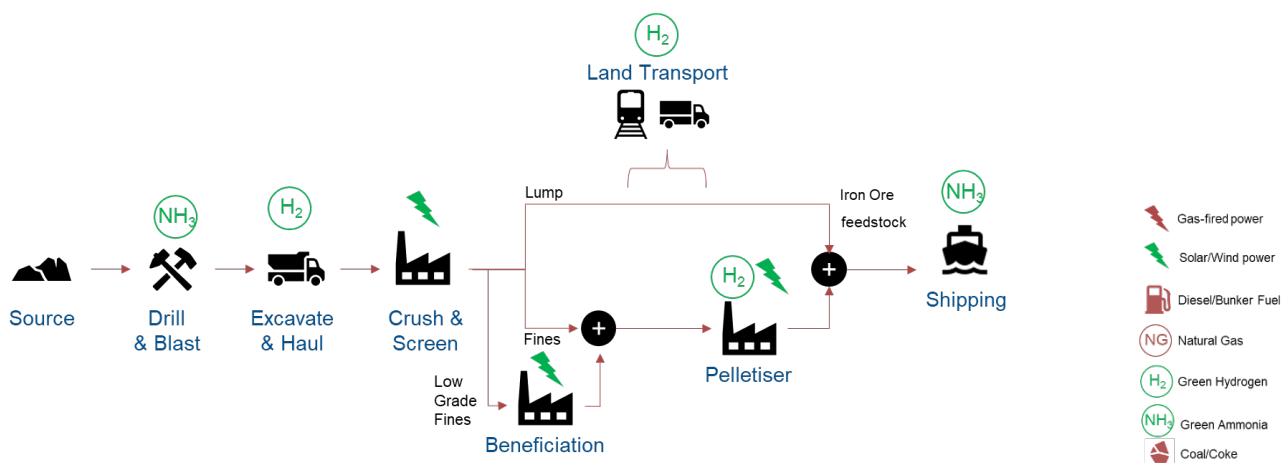 H2
Land Transport
Lump
Iron Ore
feedstock
NH3
H2
NH3
H2
+
+
Source
Drill
& Blast
Excavate
& Haul
Crush &
Screen
Fines
Low
Grade
Fines
Beneficiation
Pelletiser
Shipping
Gas-fired power
Solar/Wind power
Diesel/Bunker Fuel
NG
Natural Gas
H2
Green Hydrogen
NH3
Green Ammonia
Coal/Coke